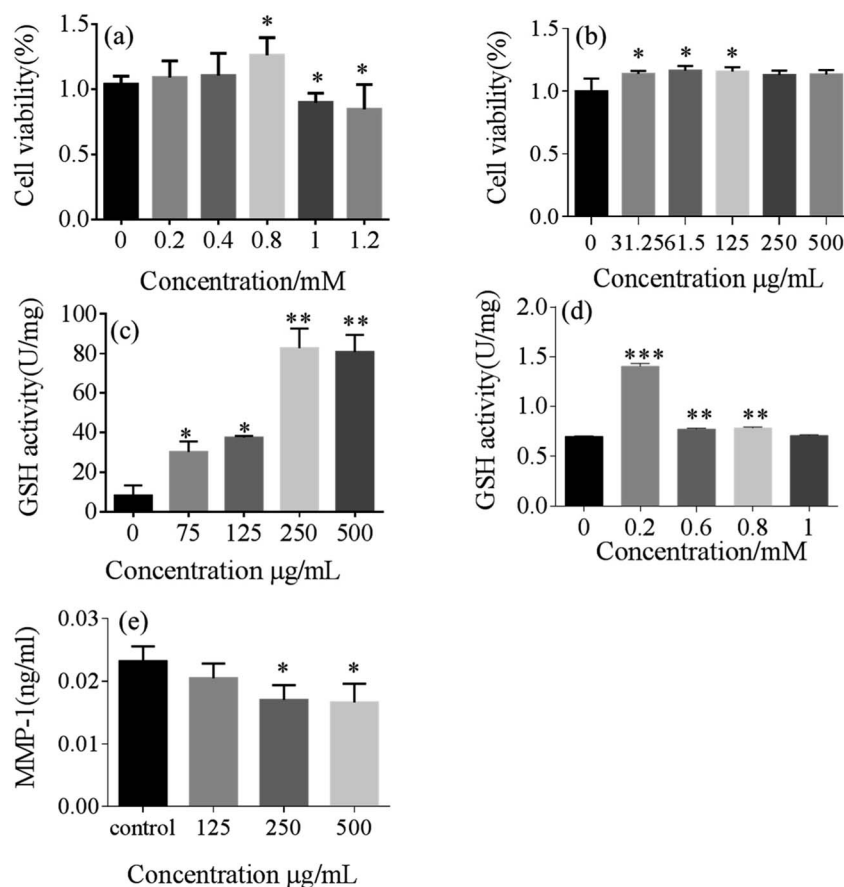 (a)
Cell viability(%)
1.5
1.0
0.5
0.0
*
*
*
0 0.2 0.4 0.8 1 1.2
Concentration/mM
(b)
Cell viability(%)
1.5
1.0
0.5
0.0
* * *
0 31.25 61.5 125 250 500
Concentration μg/mL
(c)
GSH activity(U/mg)
100
80
60
40
20
0
* * ** **
0 75 125 250 500
Concentration μg/mL
(d)
GSH activity(U/mg)
2.0
1.5
1.0
0.5
0.0
***
** **
0 0.2 0.6 0.8 1
Concentration/mM
(e)
MMP-1(ng/ml)
0.03
0.02
0.01
0.00
* *
control 125 250 500
Concentration μg/mL